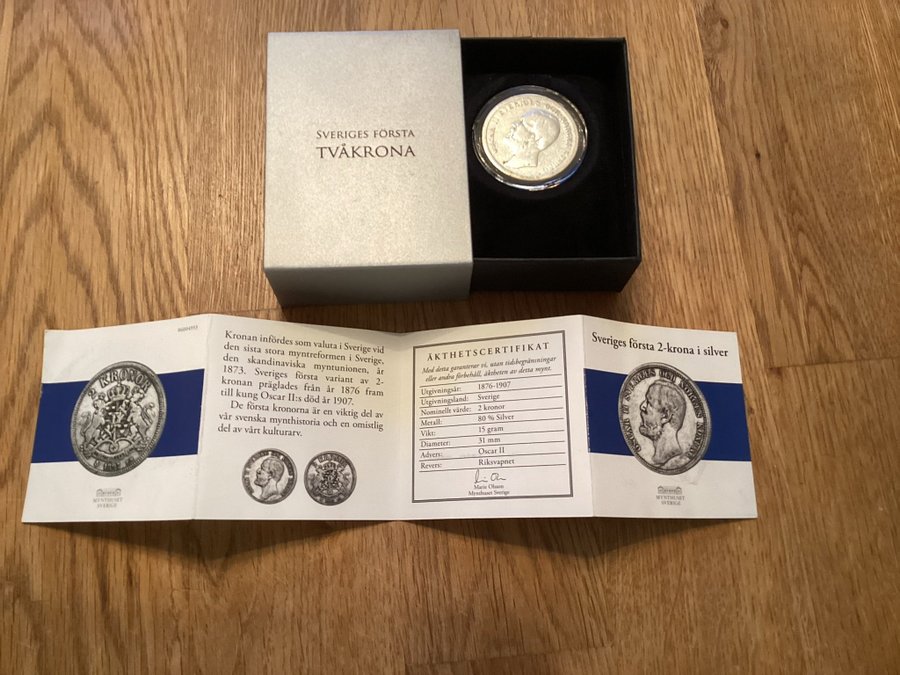 SVERIGES FÖRSTA
TVÅKRONA
Kronan infördes som valuta i Sverige vid
den sista stora myntreformen i Sverige,
den skandinaviska myntunionen, år
1873. Sveriges första variant av 2-
kronan präglades från år 1876 fram
till kung Oscar II:s död år 1907.
De första kronorna är en viktig del av
vår svenska mynthistoria och en omistlig
del av vårt kulturarv.
2 KRONOR
MYNTHUSET
SVERIGE
ÄKTHETSCERTIFIKAT
Med detta garanterar vi, utan tidsbegränsningar
eller andra förbehåll, äktheten av detta mynt.
Utgivningsår: 1876-1907
Utgivningsland: Sverige
Nominellt värde: 2 kronor
Metall: 80 % Silver
Vikt: 15 gram
Diameter: 31 mm
Advers: Oscar II
Revers: Riksvapnet
Marie Olsson
Mynthuset Sverige
Sveriges första 2-krona i silver
MYNTHUSET
SVERIGE